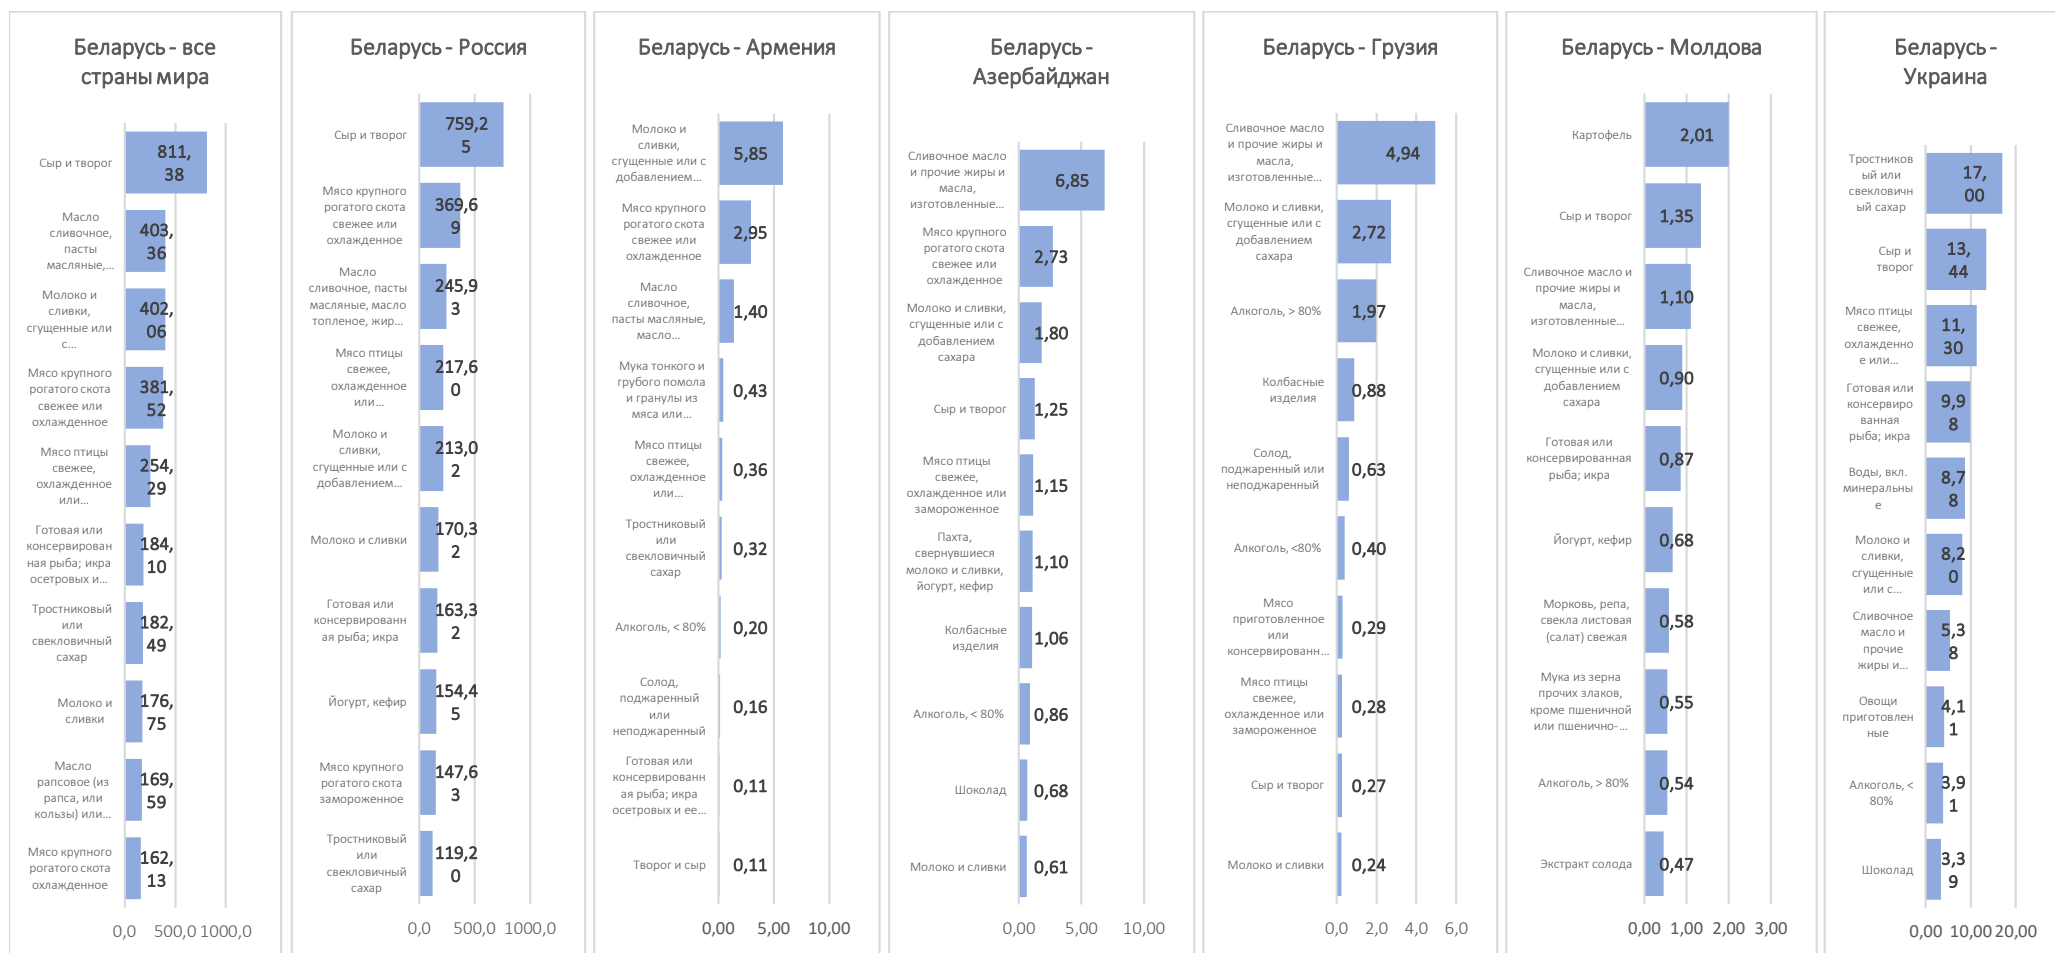 Беларусь - все
страны мира
Сыр и творог
811,
38
Масло
сливочное,
пасты
масляные,...
403,
36
Молоко и
сливки,
сгущенные или
с...
402,
06
Мясо крупного
рогатого скота
свежее или
охлажденное
381,
52
Мясо птицы
свежее,
охлажденное
или...
254,
29
Готовая или
консервирован
ная рыба; икра
осетровых и...
184,
10
Тростниковый
или
свекловичный
сахар
182,
49
Молоко и
сливки
176,
75
Масло
рапсовое (из
рапса, или
кользы) или...
169,
59
Мясо крупного
рогатого скота
охлажденное
162,
13
0,0 500,0 1000,0
Беларусь - Россия
Сыр и творог
759,2
5
Мясо крупного
рогатого скота
свежее или
охлажденное
369,6
9
Масло
сливочное, пасты
масляные, масло
топленое, жир...
245,9
3
Мясо птицы
свежее,
охлажденное
или...
217,6
0
Молоко и
сливки,
сгущенные или с
добавлением...
213,0
2
Молоко и сливки
170,3
2
Готовая или
консервированн
ая рыба; икра
163,3
2
Йогурт, кефир
154,4
5
Мясо крупного
рогатого скота
замороженное
147,6
3
Тростниковый
или
свекловичный
сахар
119,2
0
0,0 500,0 1000,0
Беларусь - Армения
Молоко и
сливки,
сгущенные или с
добавлением...
5,85
Мясо крупного
рогатого скота
свежее или
охлажденное
2,95
Масло
сливочное,
пасты масляные,
масло...
1,40
Мука тонкого и
грубого помола
и гранулы из
мяса или...
0,43
Мясо птицы
свежее,
охлажденное
или...
0,36
Тростниковый
или
свекловичный
сахар
0,32
Алкоголь, < 80%
0,20
Солод,
поджаренный
или
неподжаренный
0,16
Готовая или
консервированн
ая рыба; икра
осетровых и ее...
0,11
Творог и сыр
0,11
0,00 5,00 10,00
Беларусь -
Азербайджан
Сливочное масло
и прочие жиры и
масла,
изготовленные...
6,85
Мясо крупного
рогатого скота
свежее или
охлажденное
2,73
Молоко и сливки,
сгущенные или с
добавлением
сахара
1,80
Сыр и творог
1,25
Мясо птицы
свежее,
охлажденное или
замороженное
1,15
Пахта,
свернувшиеся
молоко и сливки,
йогурт, кефир
1,10
Колбасные
изделия
1,06
Алкоголь, < 80%
0,86
Шоколад
0,68
Молоко и сливки
0,61
0,00 5,00 10,00
Беларусь - Грузия
Сливочное масло
и прочие жиры и
масла,
изготовленные...
4,94
Молоко и сливки,
сгущенные или с
добавлением
сахара
2,72
Алкоголь, > 80%
1,97
Колбасные
изделия
0,88
Солод,
поджаренный или
неподжаренный
0,63
Алкоголь, <80%
0,40
Мясо
приготовленное
или
консервированн...
0,29
Мясо птицы
свежее,
охлажденное или
замороженное
0,28
Сыр и творог
0,27
Молоко и сливки
0,24
0,0 2,0 4,0 6,0
Беларусь - Молдова
Картофель
2,01
Сыр и творог
1,35
Сливочное масло и
прочие жиры и
масла,
изготовленные...
1,10
Молоко и сливки,
сгущенные или с
добавлением
сахара
0,90
Готовая или
консервированная
рыба; икра
0,87
Йогурт, кефир
0,68
Морковь, репа,
свекла листовая
(салат) свежая
0,58
Мука из зерна
прочих злаков,
кроме пшеничной
или пшенично-...
0,55
Алкоголь, > 80%
0,54
Экстракт солода
0,47
0,00 1,00 2,00 3,00
Беларусь -
Украина
Тростников
ый или
свекловичн
ый сахар
17,
00
Сыр и
творог
13,
44
Мясо птицы
свежее,
охлажденно
е или...
11,
30
Готовая или
консервиро
ванная
рыба; икра
9,9
8
Воды, вкл.
минеральны
е
8,7
8
Молоко и
сливки,
сгущенные
или с...
8,2
0
Сливочное
масло и
прочие
жиры и...
5,3
8
Овощи
приготовлен
ные
4,1
1
Алкоголь, <
80%
3,9
1
Шоколад
3,3
9
0,00 10,00 20,00